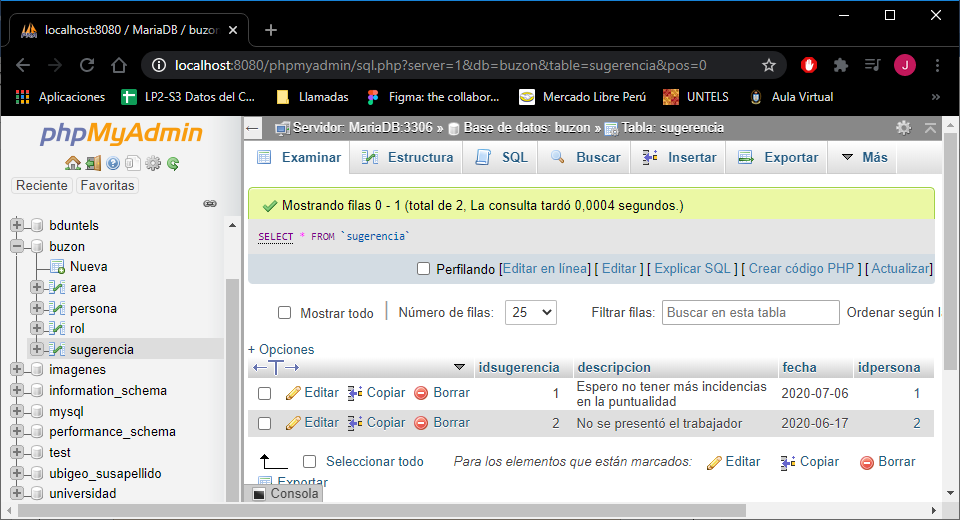 localhost:8080 / MariaDB / buzon
localhost:8080/phpmyadmin/sql.php?server=1&db=buzon&table=sugerencia&pos=0
J
Aplicaciones LP2-S3 Datos del C... Llamadas Figma: the collabor... Mercado Libre Perú UNTELS Aula Virtual »
phpMyAdmin
Reciente Favoritas
bduntels
buzon
Nueva
area
persona
rol
sugerencia
imagenes
information_schema
mysql
performance_schema
test
ubigeo_susapellido
universidad
Servidor: MariaDB:3306 » Base de datos: buzon » Tabla: sugerencia
Examinar Estructura SQL Buscar Insertar Exportar Más
Mostrando filas 0 - 1 (total de 2, La consulta tardó 0,0004 segundos.)
SELECT * FROM `sugerencia`
Perfilando [Editar en línea] [ Editar ] [ Explicar SQL ] [ Crear código PHP ] [ Actualizar]
Mostrar todo | Número de filas: 25 Filtrar filas: Buscar en esta tabla Ordenar según
+ Opciones
←T→ idsugerencia descripcion fecha idpersona
Editar Copiar Borrar 1 Espero no tener más incidencias
en la puntualidad 2020-07-06 1
Editar Copiar Borrar 2 No se presentó el trabajador 2020-06-17 2
Seleccionar todo Para los elementos que están marcados: Editar Copiar Borrar
Exportar
Consola